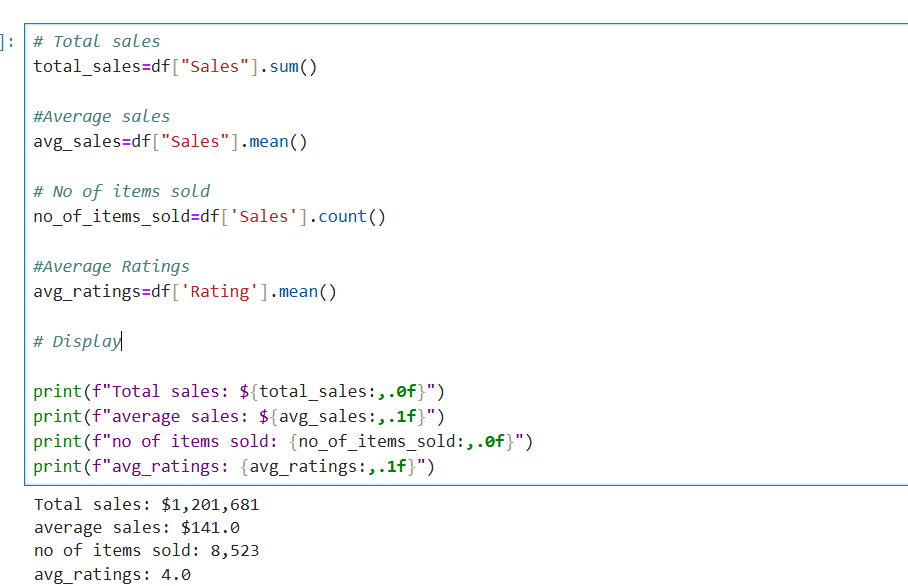 ]:
# Total sales
total_sales=df["Sales"].sum()
#Average sales
avg_sales=df["Sales"].mean()
# No of items sold
no_of_items_sold=df['Sales'].count()
#Average Ratings
avg_ratings=df['Rating'].mean()
# Display
print(f"Total sales: ${total_sales:,.0f}")
print(f"average sales: ${avg_sales:,.1f}")
print(f"no of items sold: {no_of_items_sold:,.0f}")
print(f"avg_ratings: {avg_ratings:,.1f}")
Total sales: $1,201,681
average sales: $141.0
no of items sold: 8,523
avg_ratings: 4.0